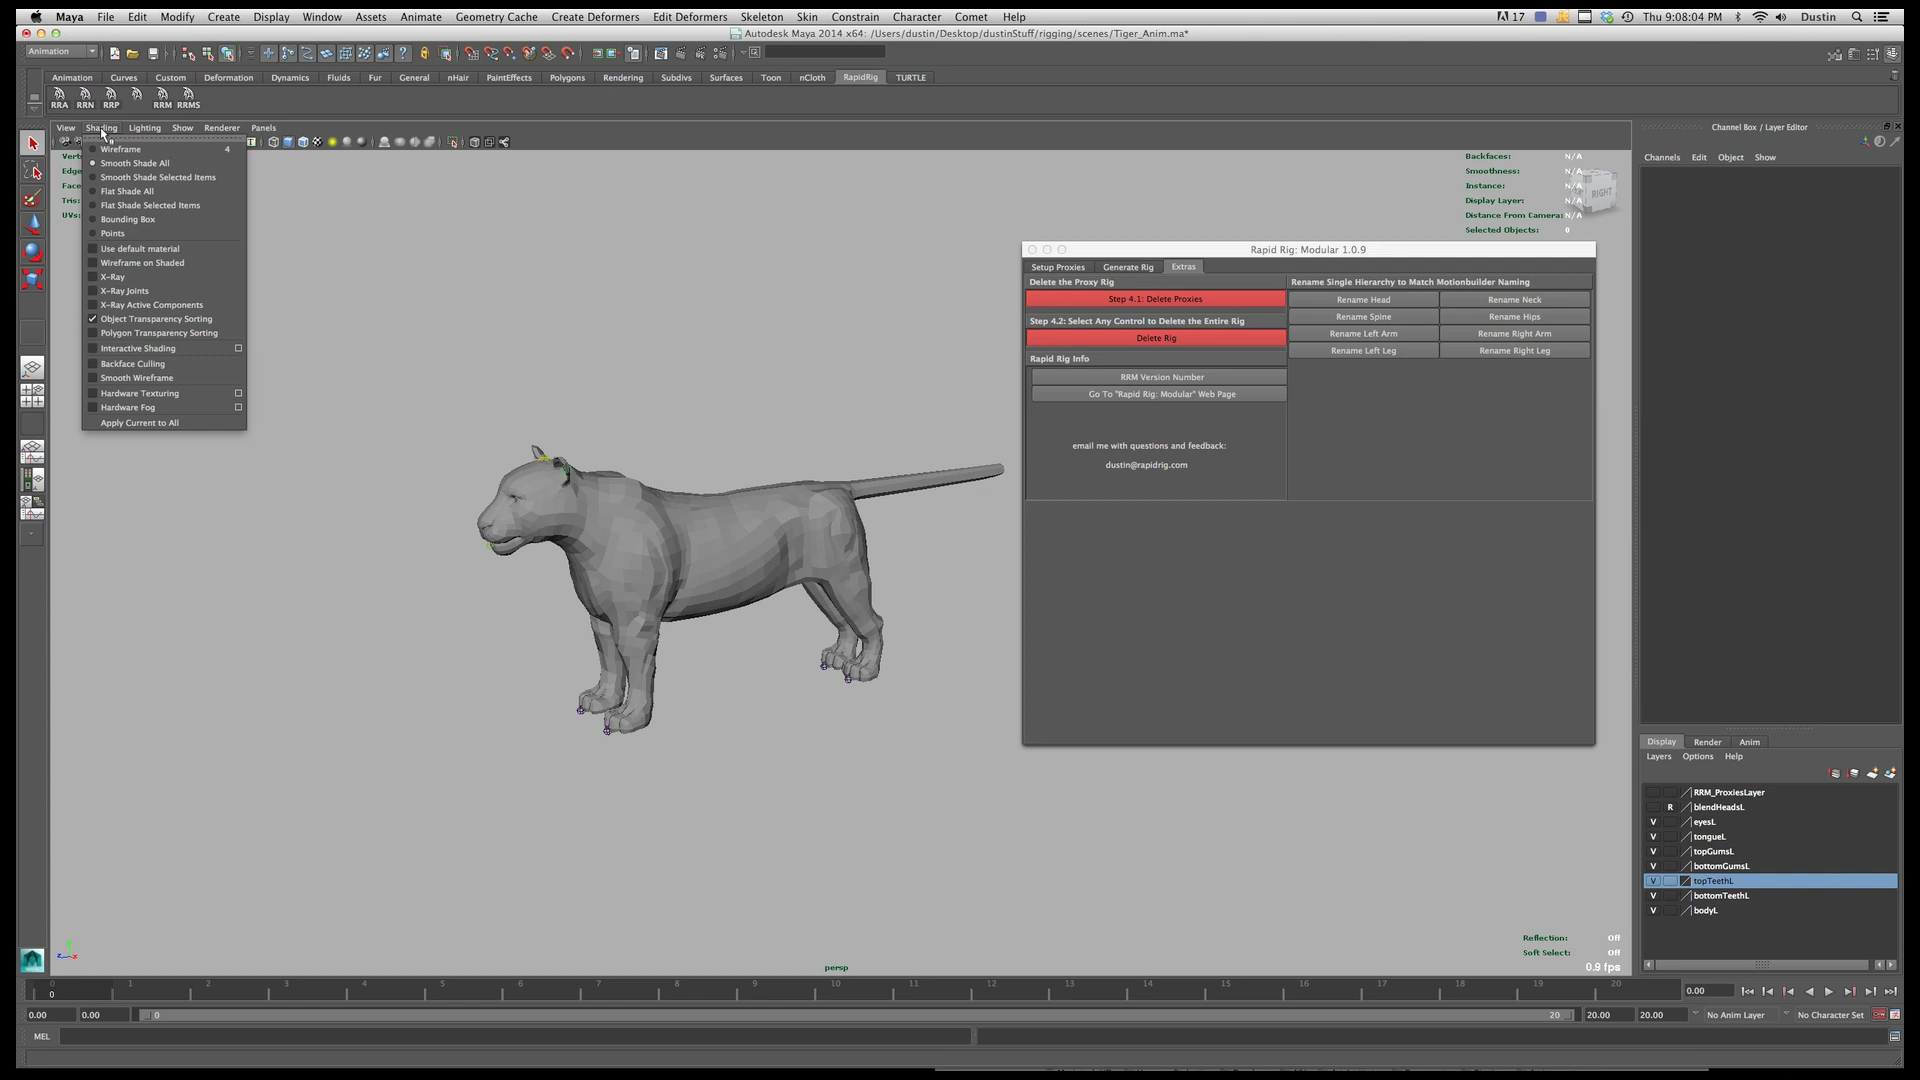 Maya File Edit Modify Create Display Window Assets Animate Geometry Cache Create Deformers Edit Deformers Skeleton Skin Constrain Character Comet Help 17 Thu 9:08:04 PM Dustin
Autodesk Maya 2014 x64: /Users/dustin/Desktop/dustinStuff/rigging/scenes/Tiger_Anim.ma*
Animation
Animation Curves Custom Deformation Dynamics Fluids Fur General nHair PaintEffects Polygons Rendering Subdivs Surfaces Toon nCloth RapidRig TURTLE
RRA RRN RRP RRM RRMS
View Shading Lighting Show Renderer Panels
Channel Box / Layer Editor
Channels Edit Object Show
Verts
Edge
Face
Tris:
UVs:
Wireframe 4
Smooth Shade All
Smooth Shade Selected Items
Flat Shade All
Flat Shade Selected Items
Bounding Box
Points
Use default material
Wireframe on Shaded
X-Ray
X-Ray Joints
X-Ray Active Components
Object Transparency Sorting
Polygon Transparency Sorting
Interactive Shading
Backface Culling
Smooth Wireframe
Hardware Texturing
Hardware Fog
Apply Current to All
Backfaces: N/A
Smoothness: N/A
Instance: N/A
Display Layer: N/A
Distance From Camera: N/A
Selected Objects: 0
RIGHT
Rapid Rig: Modular 1.0.9
Setup Proxies Generate Rig Extras
Delete the Proxy Rig
Step 4.1: Delete Proxies
Step 4.2: Select Any Control to Delete the Entire Rig
Delete Rig
Rapid Rig Info
RRM Version Number
Go To "Rapid Rig: Modular" Web Page
email me with questions and feedback:
dustin@rapidrig.com
Rename Single Hierarchy to Match Motionbuilder Naming
Rename Head Rename Neck
Rename Spine Rename Hips
Rename Left Arm Rename Right Arm
Rename Left Leg Rename Right Leg
Display Render Anim
Layers Options Help
RRM_ProxiesLayer
R blendHeadsL
V eyesL
V tongueL
V topGumsL
V bottomGumsL
V topTeethL
V bottomTeethL
V bodyL
Reflection: Off
Soft Select: Off
0.9 fps
persp
0 1 2 3 4 5 6 7 8 9 10 11 12 13 14 15 16 17 18 19 20
0
0.00
0.00 0.00 0 20 20.00 20.00 No Anim Layer No Character Set
MEL